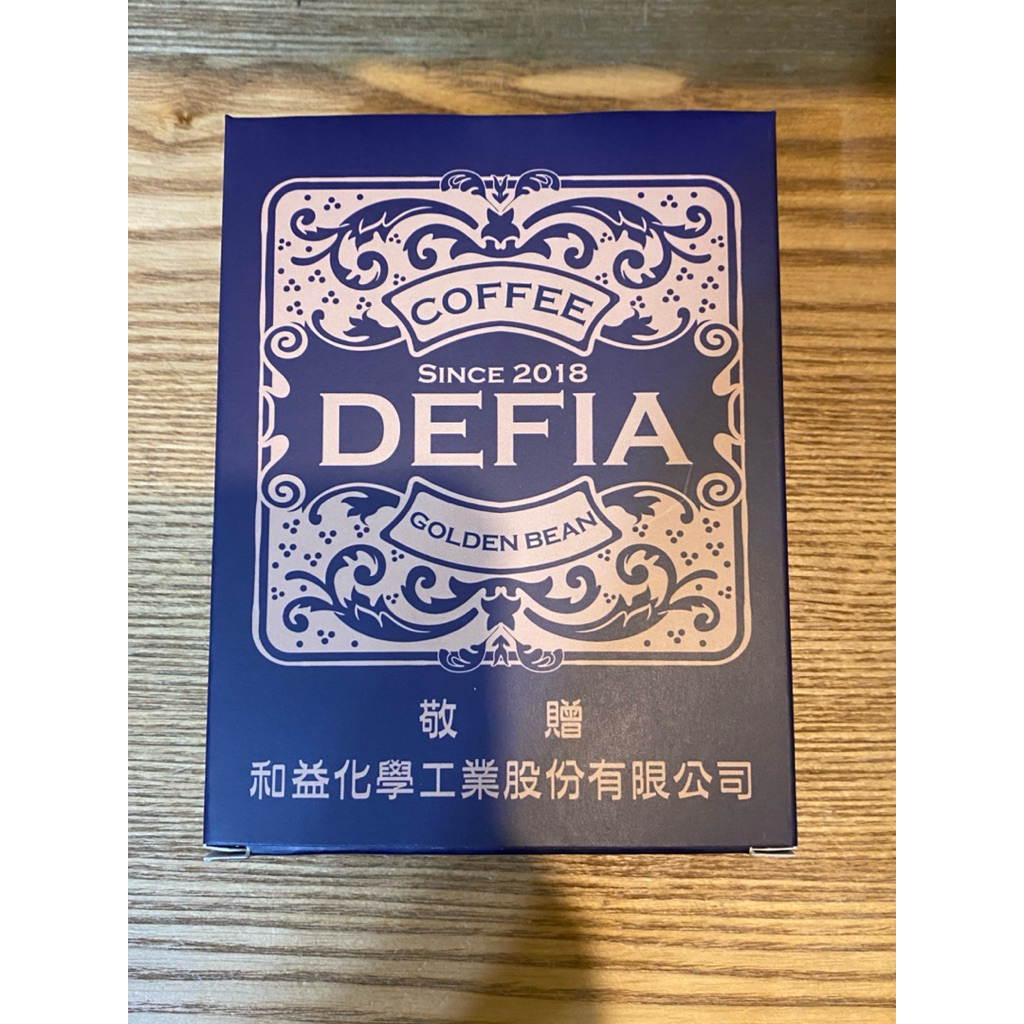 COFFEE
SINCE 2018
DEFIA
GOLDEN BEAN
敬 贈
和益化學工業股份有限公司